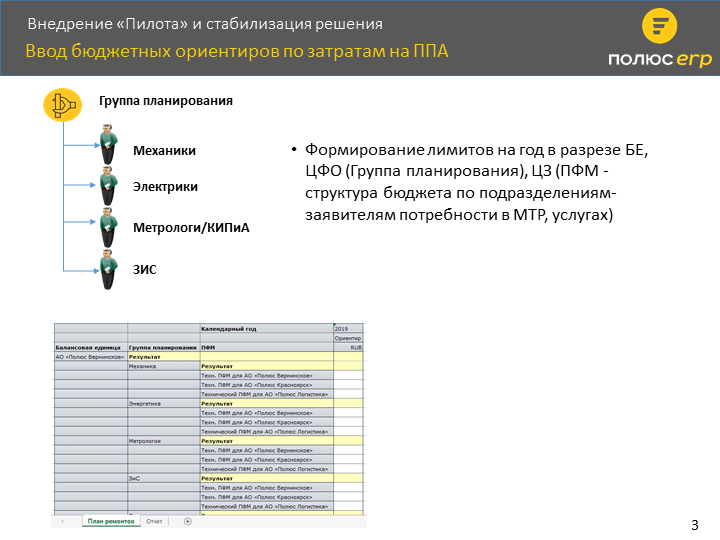 Внедрение «Пилота» и стабилизация решения
Ввод бюджетных ориентиров по затратам на ППА
ПОЛЮС erp
Группа планирования
Механики
Электрики
Метрологи/КИПиА
ЗИС
• Формирование лимитов на год в разрезе БЕ,
ЦФО (Группа планирования), ЦЗ (ПФМ -
структура бюджета по подразделениям-
заявителям потребности в МТР, услугах)
Календарный год 2019
Ориентир
Балансовая единица Группа планирования ПФМ RUB
АО «Полюс Вернинское» Результат
Механика Результат
Техн. ПФМ для АО «Полюс Вернинское»
Техн. ПФМ для АО «Полюс Красноярск»
Технический ПФМ для АО «Полюс Логистика»
Энергетика Результат
Техн. ПФМ для АО «Полюс Вернинское»
Техн. ПФМ для АО «Полюс Красноярск»
Технический ПФМ для АО «Полюс Логистика»
Метрология Результат
Техн. ПФМ для АО «Полюс Вернинское»
Техн. ПФМ для АО «Полюс Красноярск»
Технический ПФМ для АО «Полюс Логистика»
ЗиС Результат
Техн. ПФМ для АО «Полюс Вернинское»
Техн. ПФМ для АО «Полюс Красноярск»
Технический ПФМ для АО «Полюс Логистика»
План ремонтов Отчет
3